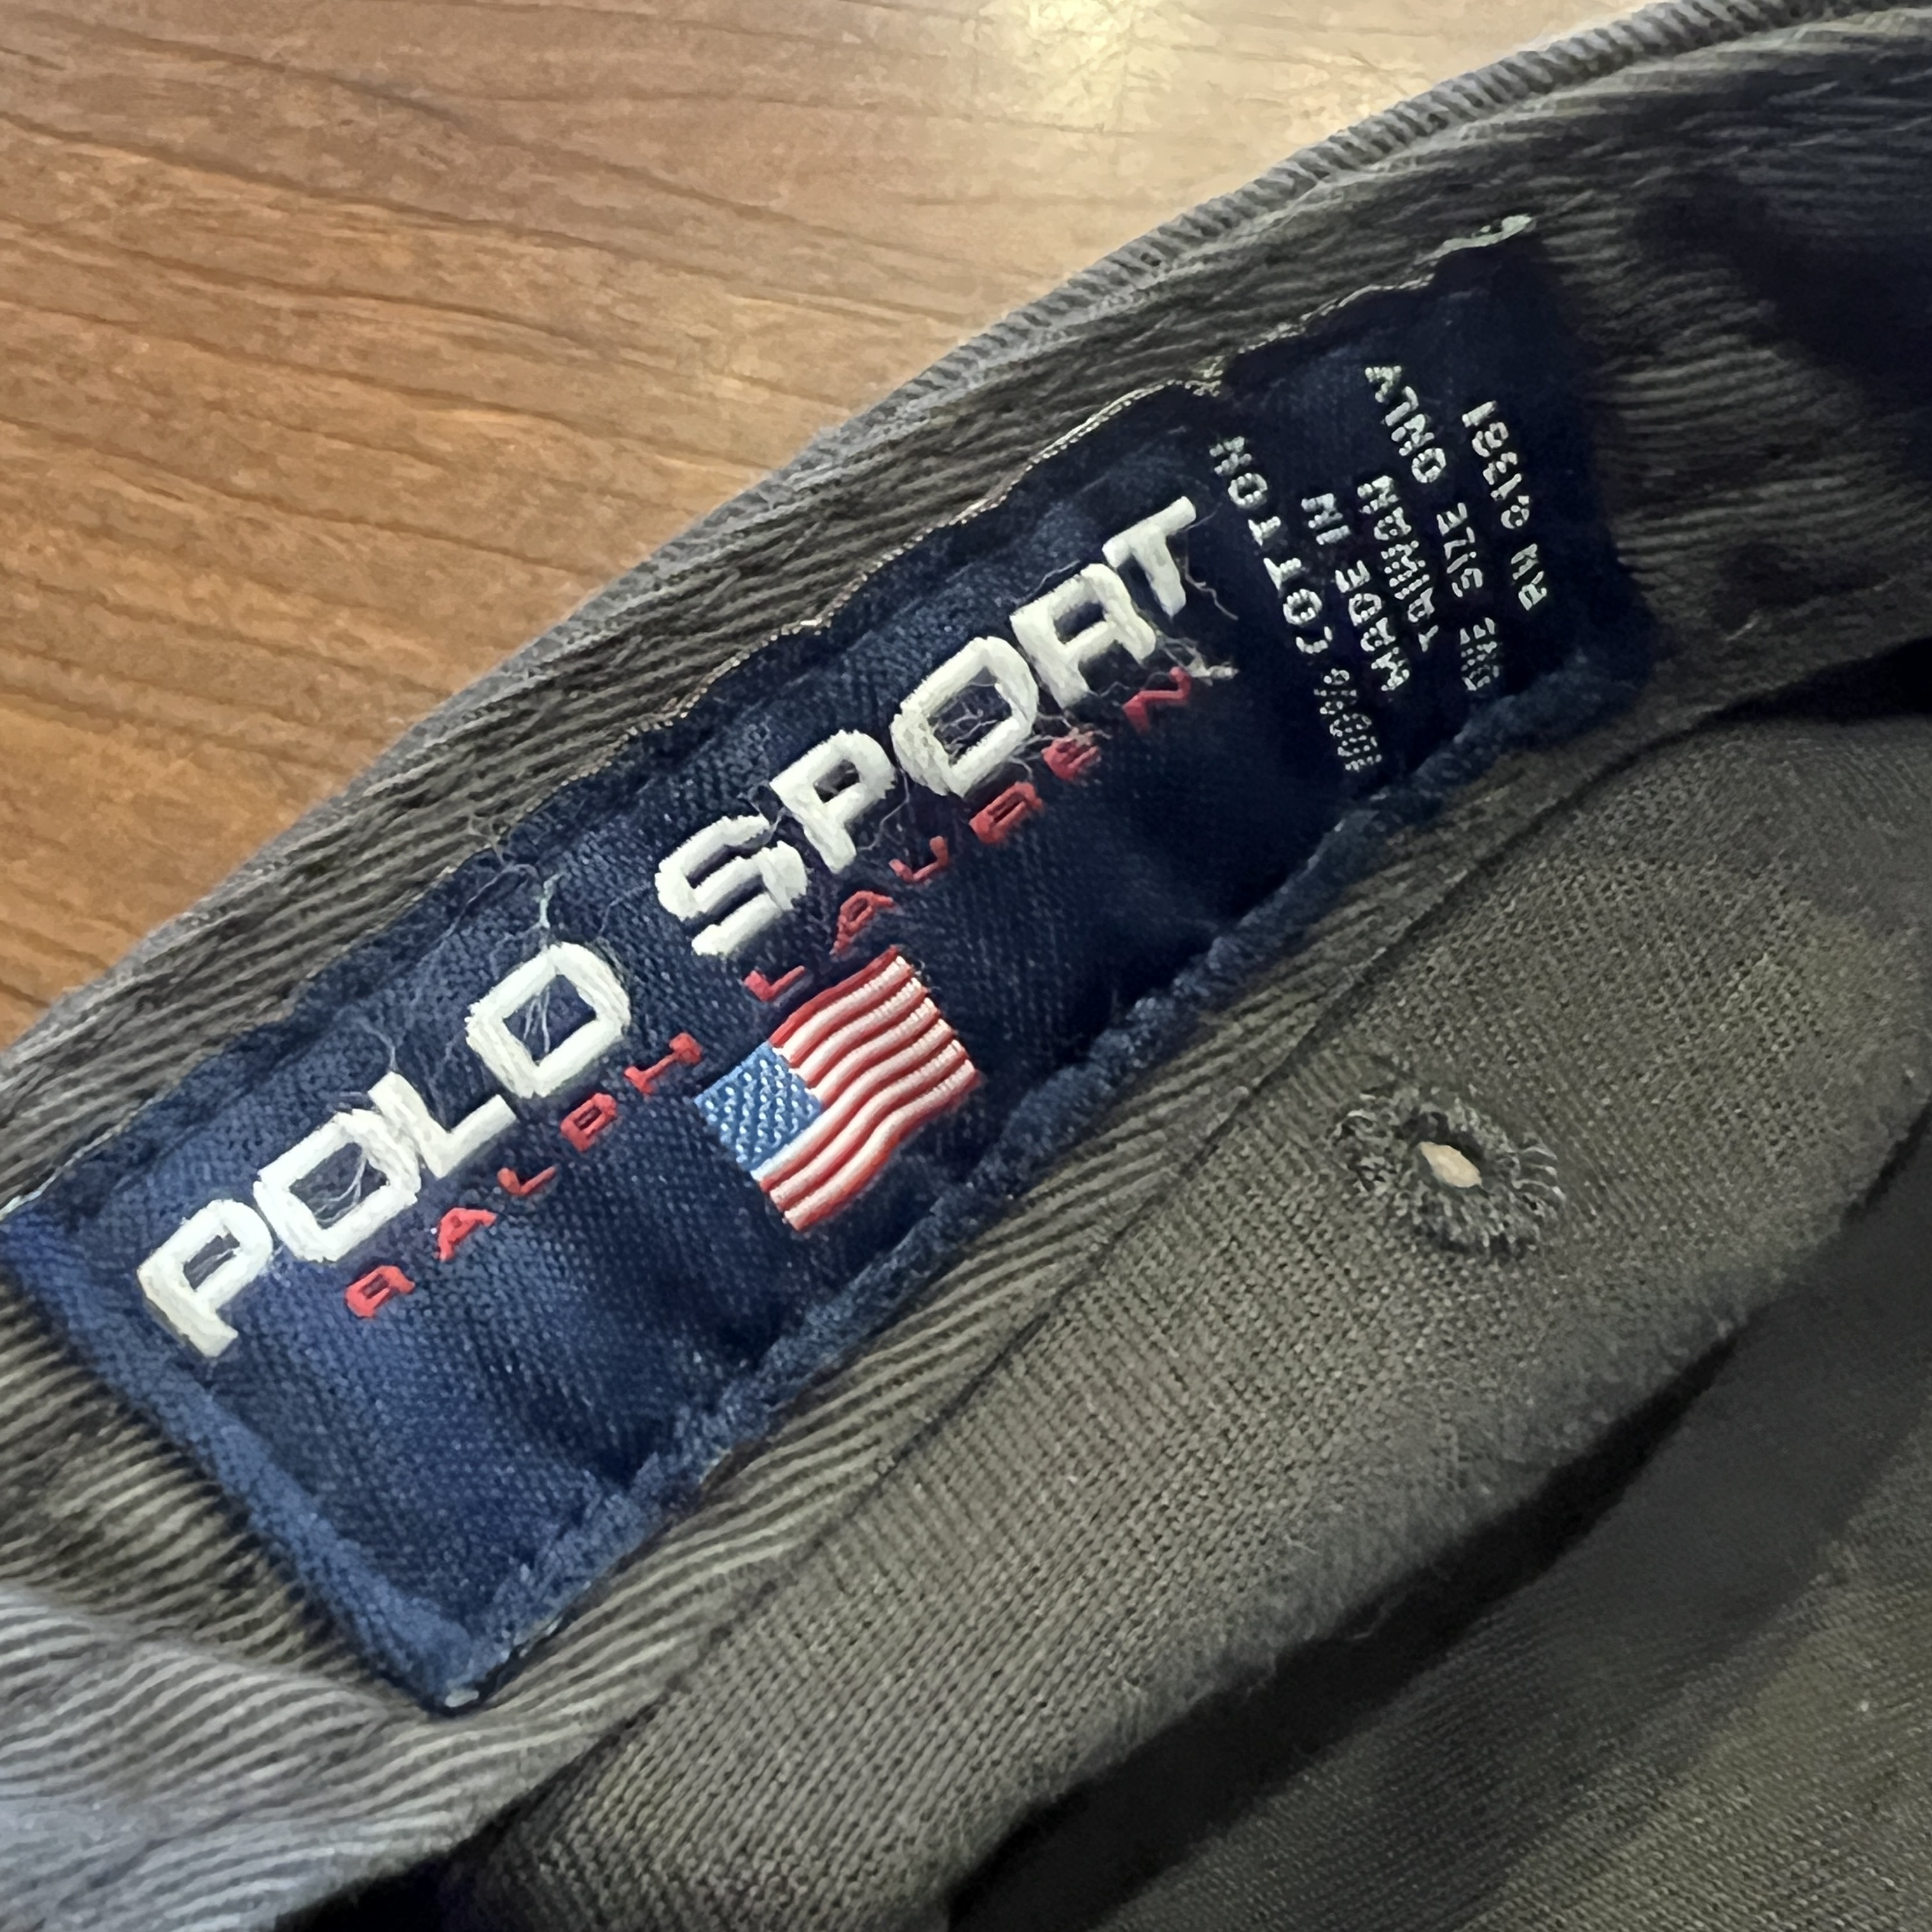 POLO SPORT
RALPH LAUREN
100% COTTON
MADE IN
TAIWAN
ONE SIZE ONLY
RN 41381